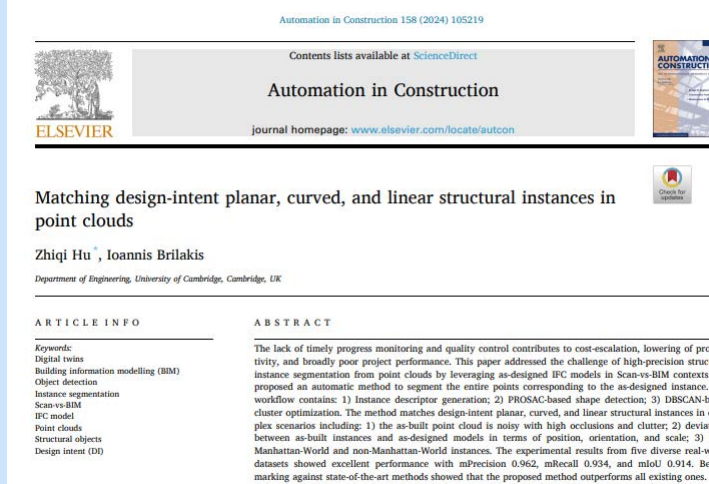 Automation in Construction 158 (2024) 105219
Contents lists available at ScienceDirect
Automation in Construction
journal homepage: www.elsevier.com/locate/autcon
ELSEVIER
AUTOMATION
CONSTRUCTI
Check for
updates
Matching design-intent planar, curved, and linear structural instances in
point clouds
Zhiqi Hu *, Ioannis Brilakis
Department of Engineering, University of Cambridge, Cambridge, UK
ARTICLE INFO
Keywords:
Digital twins
Building information modelling (BIM)
Object detection
Instance segmentation
Scan-vs-BIM
IFC model
Point clouds
Structural objects
Design intent (DI)
ABSTRACT
The lack of timely progress monitoring and quality control contributes to cost-escalation, lowering of pro
tivity, and broadly poor project performance. This paper addressed the challenge of high-precision struc
instance segmentation from point clouds by leveraging as-designed IFC models in Scan-vs-BIM contexts
proposed an automatic method to segment the entire points corresponding to the as-designed instance.
workflow contains: 1) Instance descriptor generation; 2) PROSAC-based shape detection; 3) DBSCAN-b
cluster optimization. The method matches design-intent planar, curved, and linear structural instances in
plex scenarios including: 1) the as-built point cloud is noisy with high occlusions and clutter; 2) devia
between as-built instances and as-designed models in terms of position, orientation, and scale; 3)
Manhattan-World and non-Manhattan-World instances. The experimental results from five diverse real-w
datasets showed excellent performance with mPrecision 0.962, mRecall 0.934, and mIoU 0.914. Be
marking against state-of-the-art methods showed that the proposed method outperforms all existing ones.